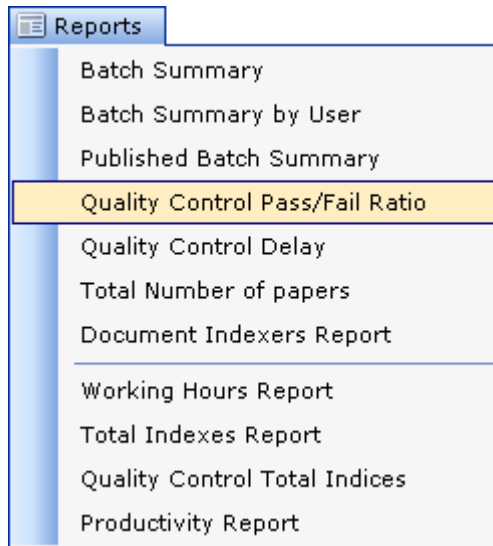 Reports
Batch Summary
Batch Summary by User
Published Batch Summary
Quality Control Pass/Fail Ratio
Quality Control Delay
Total Number of papers
Document Indexers Report
Working Hours Report
Total Indexes Report
Quality Control Total Indices
Productivity Report